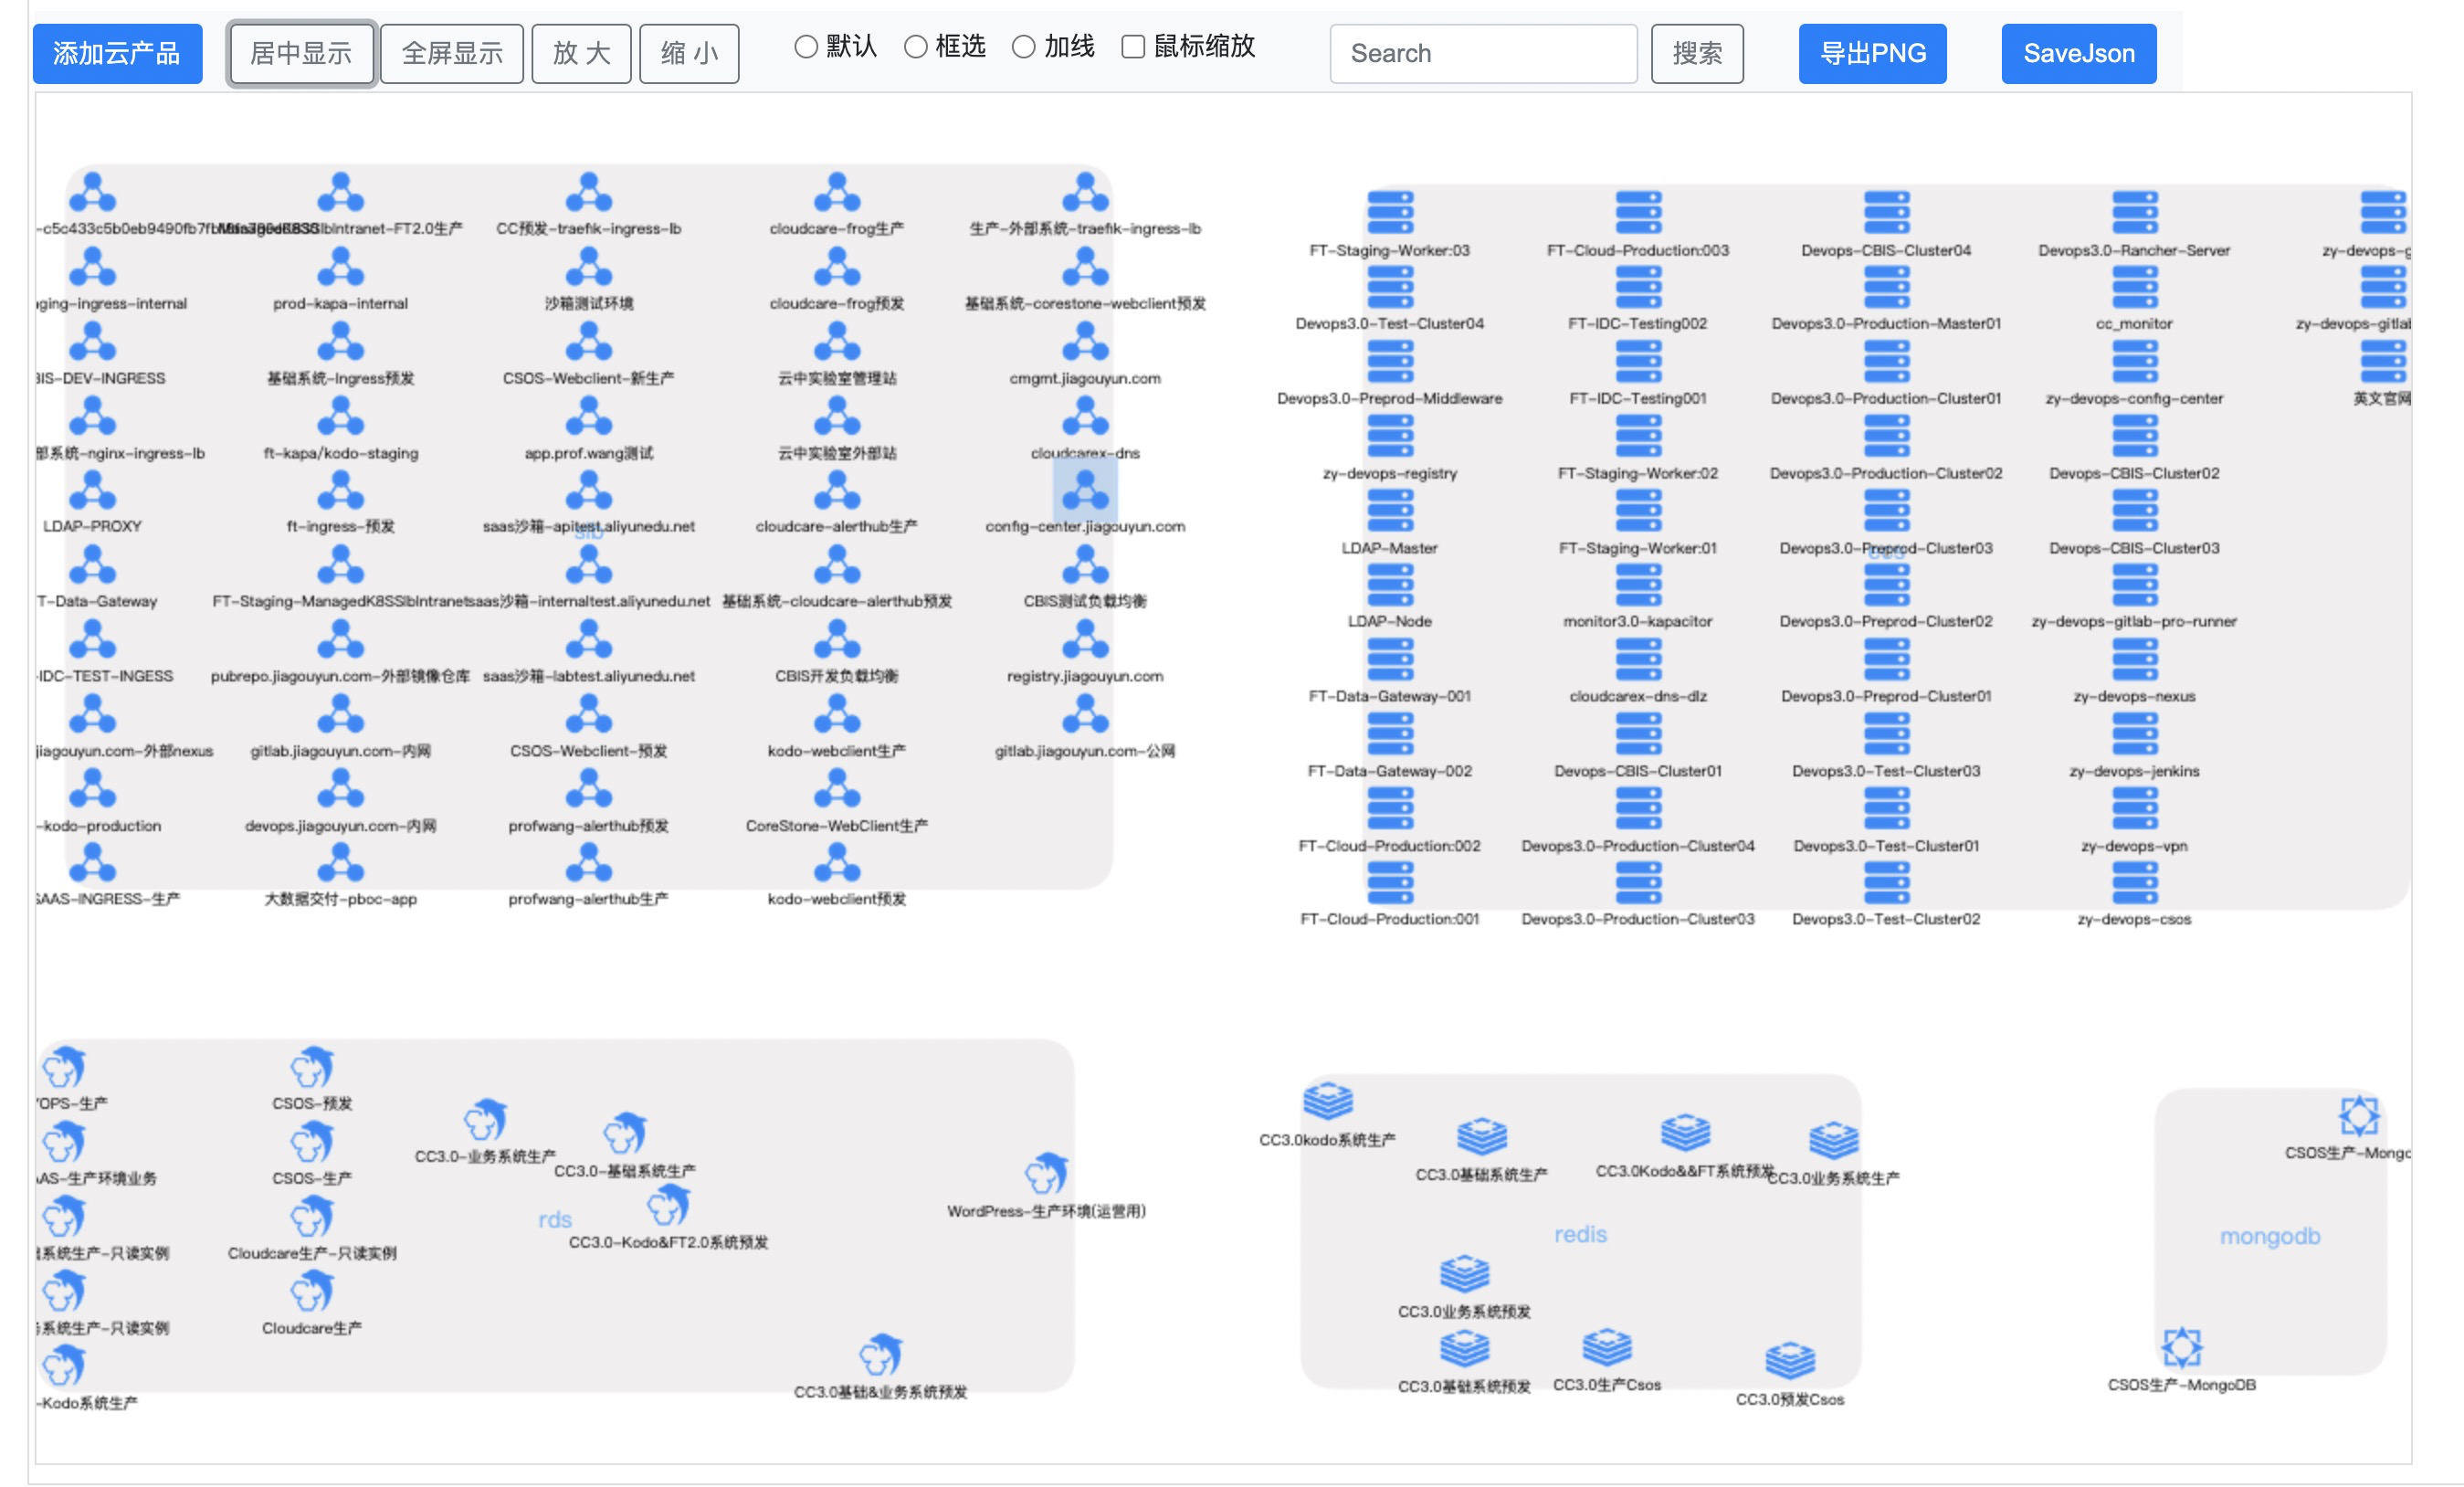 添加云产品 居中显示 全屏显示 放 大 缩 小 默认 框选 加线 鼠标缩放 Search 搜索 导出PNG SaveJson
-c5c433c5b0eb9490fb7f SlbIntranet-FT2.0生产 CC预发-traefik-ingress-lb cloudcare-frog生产 生产-外部系统-traefik-ingress-lb
ging-ingress-internal prod-kapa-internal 沙箱测试环境 cloudcare-frog预发 基础系统-corestone-webclient预发
IS-DEV-INGRESS 基础系统-Ingress预发 CSOS-Webclient-新生产 云中实验室管理站 cmgmt.jiagouyun.com
部系统-nginx-ingress-lb ft-kapa/kodo-staging app.prof.wang测试 云中实验室外部站 cloudcarex-dns
LDAP-PROXY ft-ingress-预发 saas沙箱-apitest.aliyunedu.net cloudcare-alerthub生产 config-center.jiagouyun.com
slb
T-Data-Gateway FT-Staging-ManagedK8SSlbIntranet saas沙箱-internaltest.aliyunedu.net 基础系统-cloudcare-alerthub预发 CBIS测试负载均衡
-IDC-TEST-INGESS pubrepo.jiagouyun.com-外部镜像仓库 saas沙箱-labtest.aliyunedu.net CBIS开发负载均衡 registry.jiagouyun.com
jiagouyun.com-外部nexus gitlab.jiagouyun.com-内网 CSOS-Webclient-预发 kodo-webclient生产 gitlab.jiagouyun.com-公网
-kodo-production devops.jiagouyun.com-内网 profwang-alerthub预发 CoreStone-WebClient生产
SAAS-INGRESS-生产 大数据交付-pboc-app profwang-alerthub生产 kodo-webclient预发
FT-Staging-Worker:03 FT-Cloud-Production:003 Devops-CBIS-Cluster04 Devops3.0-Rancher-Server zy-devops-g
Devops3.0-Test-Cluster04 FT-IDC-Testing002 Devops3.0-Production-Master01 cc_monitor zy-devops-gitlab
Devops3.0-Preprod-Middleware FT-IDC-Testing001 Devops3.0-Production-Cluster01 zy-devops-config-center 英文官网
zy-devops-registry FT-Staging-Worker:02 Devops3.0-Production-Cluster02 Devops-CBIS-Cluster02
LDAP-Master FT-Staging-Worker:01 Devops3.0-Preprod-Cluster03 Devops-CBIS-Cluster03
ecs
LDAP-Node monitor3.0-kapacitor Devops3.0-Preprod-Cluster02 zy-devops-gitlab-pro-runner
FT-Data-Gateway-001 cloudcarex-dns-dlz Devops3.0-Preprod-Cluster01 zy-devops-nexus
FT-Data-Gateway-002 Devops-CBIS-Cluster01 Devops3.0-Test-Cluster03 zy-devops-jenkins
FT-Cloud-Production:002 Devops3.0-Production-Cluster04 Devops3.0-Test-Cluster01 zy-devops-vpn
FT-Cloud-Production:001 Devops3.0-Production-Cluster03 Devops3.0-Test-Cluster02 zy-devops-csos
OPS-生产 CSOS-预发
CC3.0-业务系统生产 CC3.0-基础系统生产
AS-生产环境业务 CSOS-生产
WordPress-生产环境(运营用)
rds
CC3.0-Kodo&FT2.0系统预发
系统生产-只读实例 Cloudcare生产-只读实例
系统生产-只读实例 Cloudcare生产
CC3.0基础&业务系统预发
-Kodo系统生产
CC3.0kodo系统生产
CC3.0基础系统生产 CC3.0Kodo&&FT系统预发 CC3.0业务系统生产
redis
CC3.0业务系统预发
CC3.0基础系统预发 CC3.0生产Csos CC3.0预发Csos
CSOS生产-Mongo
mongodb
CSOS生产-MongoDB